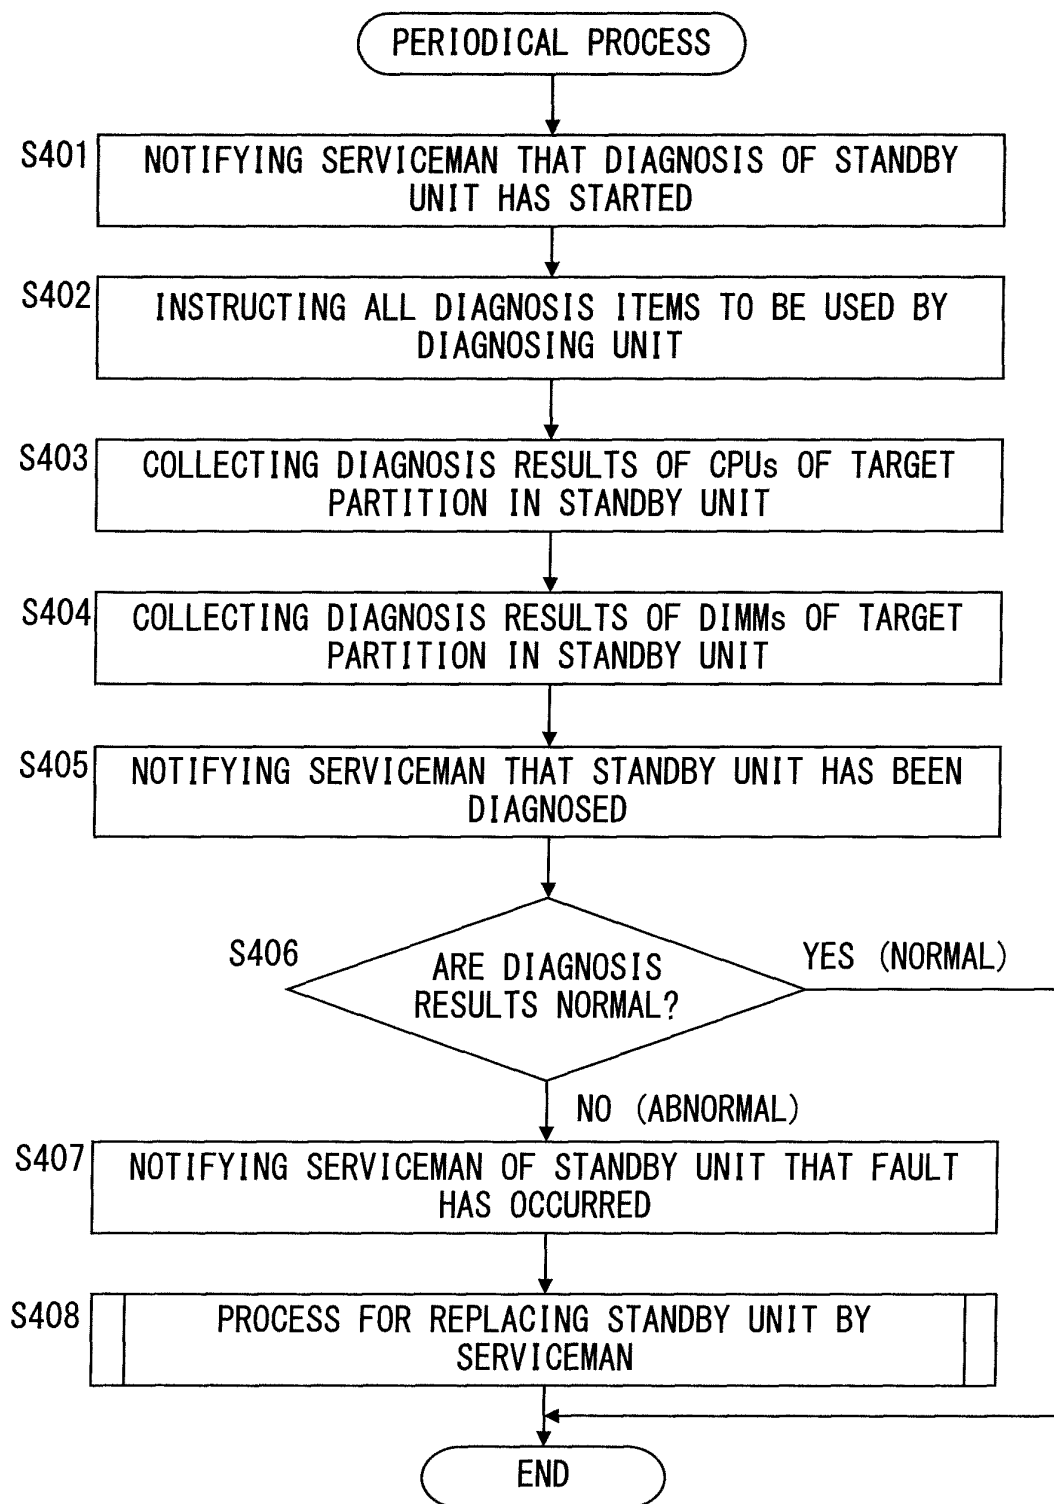 PERIODICAL PROCESS
S401
NOTIFYING SERVICEMAN THAT DIAGNOSIS OF STANDBY
UNIT HAS STARTED
S402
INSTRUCTING ALL DIAGNOSIS ITEMS TO BE USED BY
DIAGNOSING UNIT
S403
COLLECTING DIAGNOSIS RESULTS OF CPUs OF TARGET
PARTITION IN STANDBY UNIT
S404
COLLECTING DIAGNOSIS RESULTS OF DIMMs OF TARGET
PARTITION IN STANDBY UNIT
S405
NOTIFYING SERVICEMAN THAT STANDBY UNIT HAS BEEN
DIAGNOSED
S406
ARE DIAGNOSIS
RESULTS NORMAL?
YES (NORMAL)
NO (ABNORMAL)
S407
NOTIFYING SERVICEMAN OF STANDBY UNIT THAT FAULT
HAS OCCURRED
S408
PROCESS FOR REPLACING STANDBY UNIT BY
SERVICEMAN
END